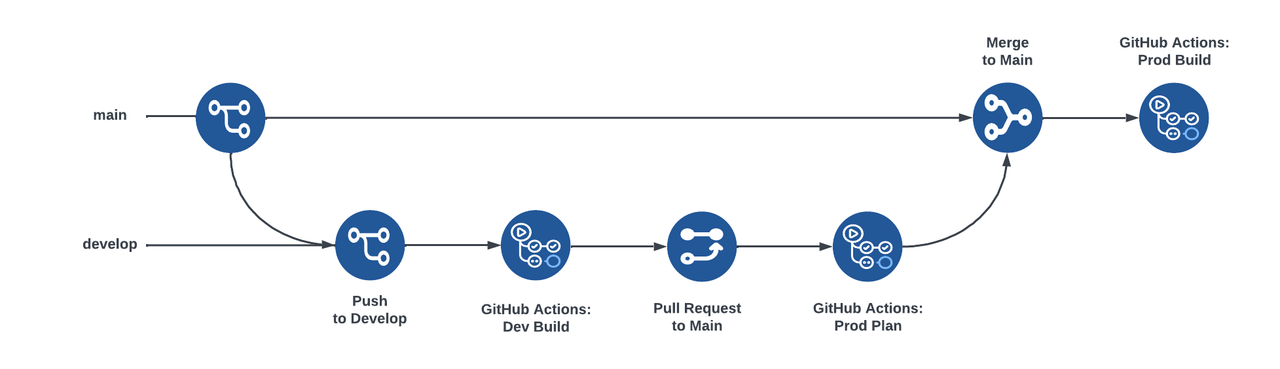 Merge
to Main
GitHub Actions:
Prod Build
main
develop
Push
to Develop
GitHub Actions:
Dev Build
Pull Request
to Main
GitHub Actions:
Prod Plan